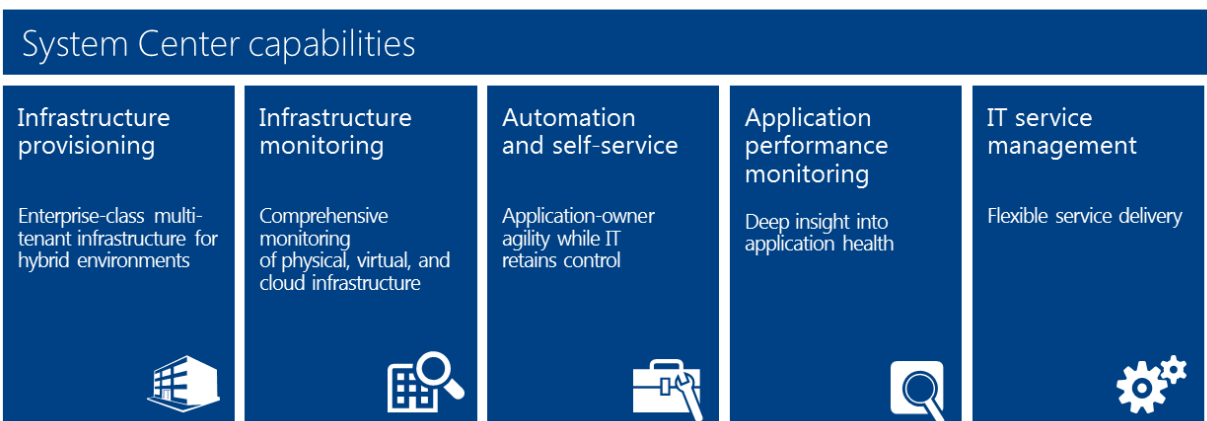 System Center capabilities
Infrastructure
provisioning
Enterprise-class multi-
tenant infrastructure for
hybrid environments
Infrastructure
monitoring
Comprehensive
monitoring
of physical, virtual, and
cloud infrastructure
Automation
and self-service
Application-owner
agility while IT
retains control
Application
performance
monitoring
Deep insight into
application health
IT service
management
Flexible service delivery